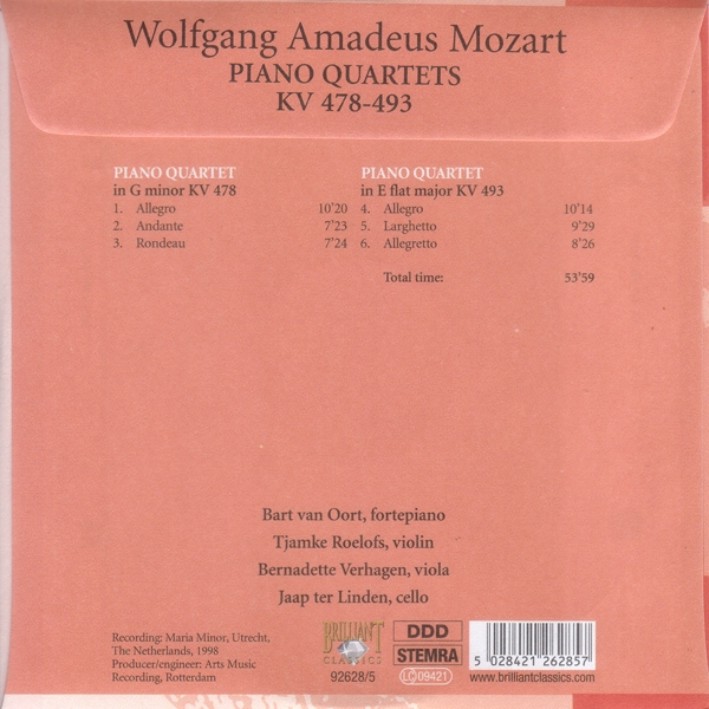 Wolfgang Amadeus Mozart
PIANO QUARTETS
KV 478-493
PIANO QUARTET
in G minor KV 478
1. Allegro 10'20
2. Andante 7'23
3. Rondeau 7'24
PIANO QUARTET
in E flat major KV 493
4. Allegro 10'14
5. Larghetto 9'29
6. Allegretto 8'26
Total time: 53'59
Bart van Oort, fortepiano
Tjamke Roelofs, violin
Bernadette Verhagen, viola
Jaap ter Linden, cello
Recording: Maria Minor, Utrecht,
The Netherlands, 1998
Producer/engineer: Arts Music
Recording, Rotterdam
BRILLIANT
CLASSICS
92628/5
DDD
STEMRA
LC 09421
5 028421 262857
www.brilliantclassics.com